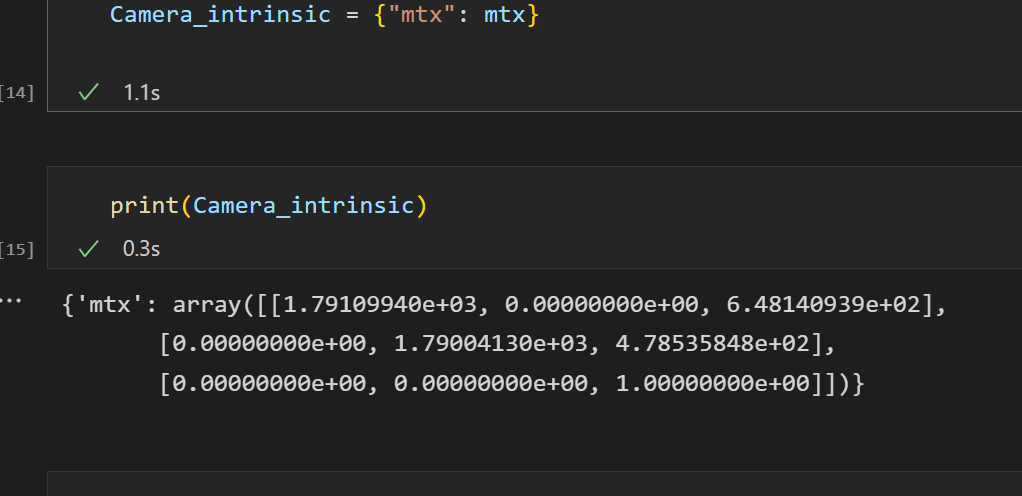 Camera_intrinsic = {"mtx": mtx}
[14] ✓ 1.1s
print(Camera_intrinsic)
[15] ✓ 0.3s
... {'mtx': array([[1.79109940e+03, 0.00000000e+00, 6.48140939e+02],
[0.00000000e+00, 1.79004130e+03, 4.78535848e+02],
[0.00000000e+00, 0.00000000e+00, 1.00000000e+00]])}